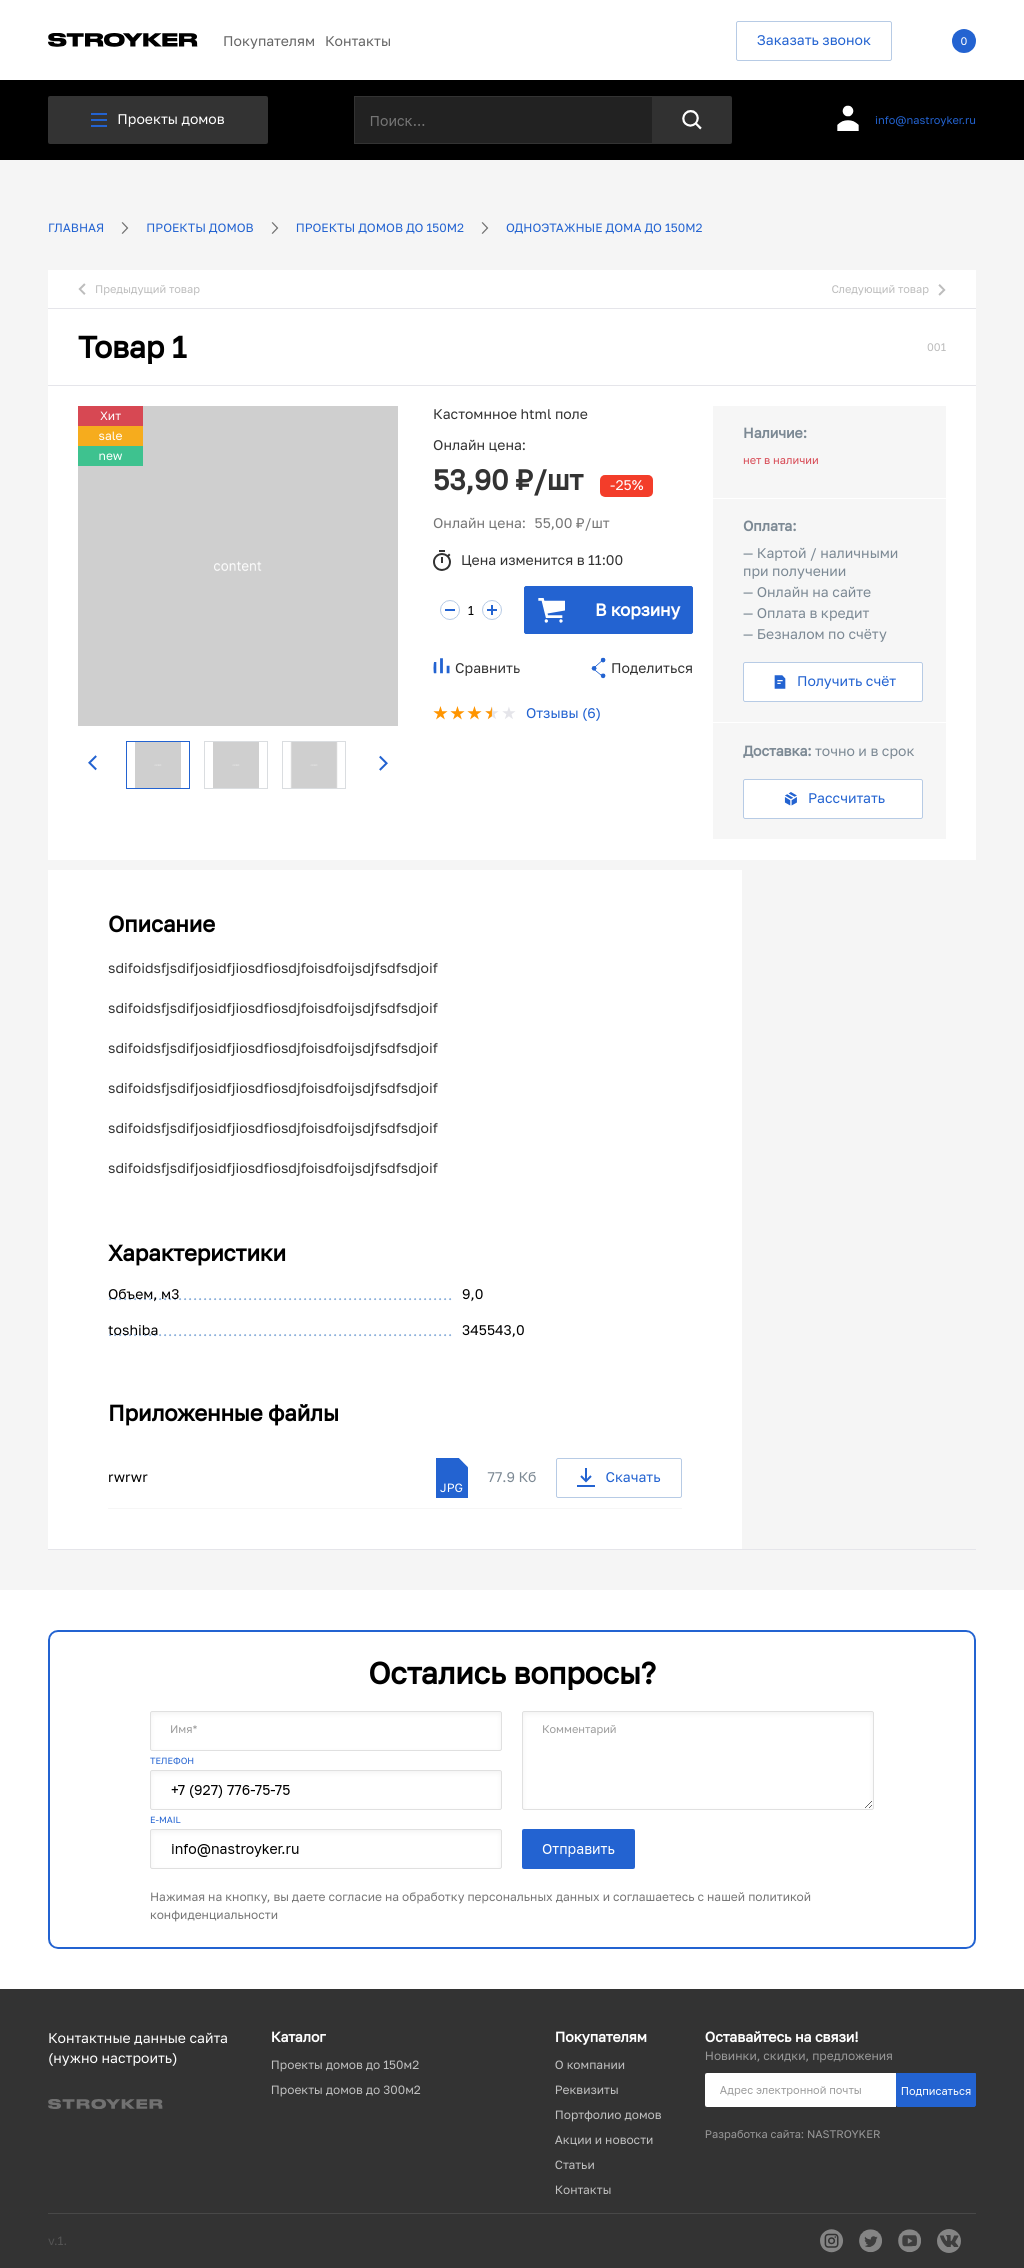 STROYKER Покупателям Контакты Заказать звонок 0
Проекты домов Поиск... info@nastroyker.ru
ГЛАВНАЯ ПРОЕКТЫ ДОМОВ ПРОЕКТЫ ДОМОВ ДО 150М2 ОДНОЭТАЖНЫЕ ДОМА ДО 150М2
Предыдущий товар Следующий товар
Товар 1 001
Хит
sale
new
content
Кастомнное html поле
Онлайн цена:
53,90 ₽/шт -25%
Онлайн цена: 55,00 ₽/шт
Цена изменится в 11:00
1 В корзину
Сравнить Поделиться
Отзывы (6)
Наличие:
нет в наличии
Оплата:
— Картой / наличными
при получении
— Онлайн на сайте
— Оплата в кредит
— Безналом по счёту
Получить счёт
Доставка: точно и в срок
Рассчитать
Описание
sdifoidsfjsdifjosidfjiosdfiosdjfoisdfoijsdjfsdfsdjoif
sdifoidsfjsdifjosidfjiosdfiosdjfoisdfoijsdjfsdfsdjoif
sdifoidsfjsdifjosidfjiosdfiosdjfoisdfoijsdjfsdfsdjoif
sdifoidsfjsdifjosidfjiosdfiosdjfoisdfoijsdjfsdfsdjoif
sdifoidsfjsdifjosidfjiosdfiosdjfoisdfoijsdjfsdfsdjoif
sdifoidsfjsdifjosidfjiosdfiosdjfoisdfoijsdjfsdfsdjoif
Характеристики
Объем, м3 9,0
toshiba 345543,0
Приложенные файлы
rwrwr JPG 77.9 Кб Скачать
Остались вопросы?
Имя*
ТЕЛЕФОН
+7 (927) 776-75-75
E-MAIL
info@nastroyker.ru
Комментарий
Отправить
Нажимая на кнопку, вы даете согласие на обработку персональных данных и соглашаетесь с нашей политикой
конфиденциальности
Контактные данные сайта
(нужно настроить)
STROYKER
Каталог
Проекты домов до 150м2
Проекты домов до 300м2
Покупателям
О компании
Реквизиты
Портфолио домов
Акции и новости
Статьи
Контакты
Оставайтесь на связи!
Новинки, скидки, предложения
Адрес электронной почты Подписаться
Разработка сайта: NASTROYKER
v.1.